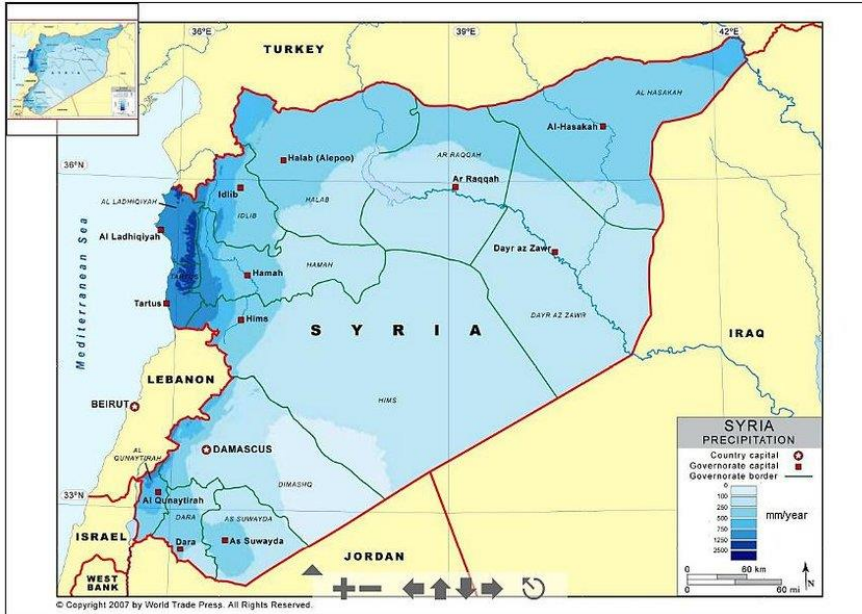 36°E
39°E
42°E
TURKEY
AL HASAKAH
Al-Hasakah
Halab (Alepoo)
AR RAQQAH
36°N
Ar Raqqah
Idlib
AL LADHIQIYAH
IDLIB
HALAB
Al Ladhiqiyah
Dayr az Zawr
HAMAH
Hamah
TARTUS
Tartus
Mediterranean Sea
Hims
DAYR AZ ZAWR
SYRIA
IRAQ
LEBANON
HIMS
BEIRUT
DAMASCUS
AL QUNAYTIRAH
DIMASHQ
Al Qunaytirah
33°N
DARA
AS SUWAYDA
ISRAEL
As Suwayda
Dara
JORDAN
WEST
BANK
SYRIA
PRECIPITATION
Country capital
Governorate capital
Governorate border
0
100
250
500
750
1000
1250
2500
mm/year
0 60 km
0 60 mi
N
© Copyright 2007 by World Trade Press. All Rights Reserved.